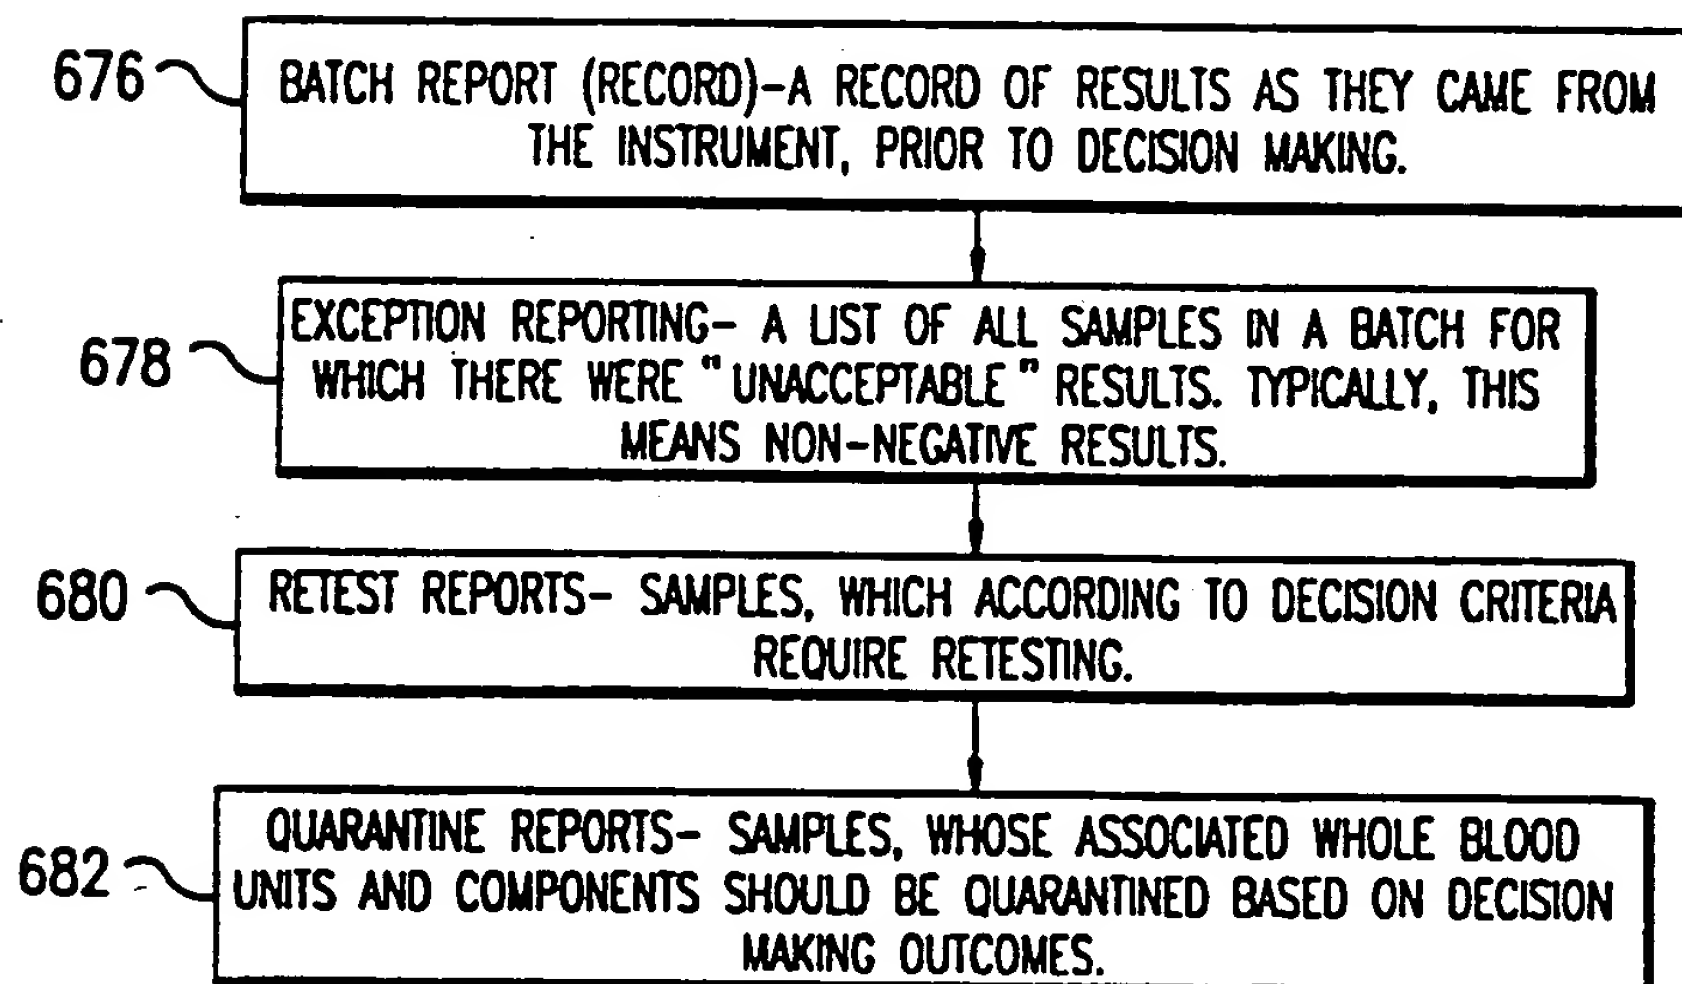 676
BATCH REPORT (RECORD)-A RECORD OF RESULTS AS THEY CAME FROM
THE INSTRUMENT, PRIOR TO DECISION MAKING.
678
EXCEPTION REPORTING- A LIST OF ALL SAMPLES IN A BATCH FOR
WHICH THERE WERE "UNACCEPTABLE" RESULTS. TYPICALLY, THIS
MEANS NON-NEGATIVE RESULTS.
680
RETEST REPORTS- SAMPLES, WHICH ACCORDING TO DECISION CRITERIA
REQUIRE RETESTING.
682
QUARANTINE REPORTS- SAMPLES, WHOSE ASSOCIATED WHOLE BLOOD
UNITS AND COMPONENTS SHOULD BE QUARANTINED BASED ON DECISION
MAKING OUTCOMES.